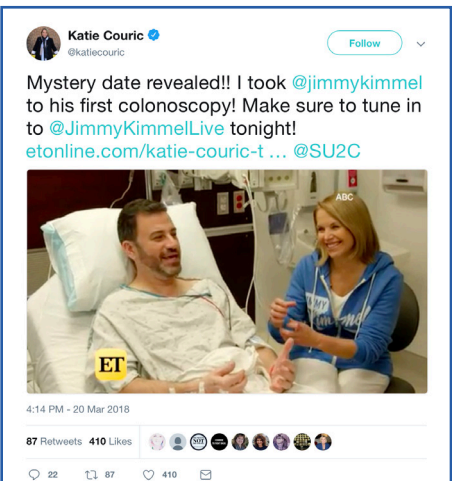 Katie Couric
@katiecouric
Follow
Mystery date revealed!! I took @jimmykimmel
to his first colonoscopy! Make sure to tune in
to @JimmyKimmelLive tonight!
etonline.com/katie-couric-t ... @SU2C
ABC
ET
4:14 PM - 20 Mar 2018
87 Retweets 410 Likes
22 87 410